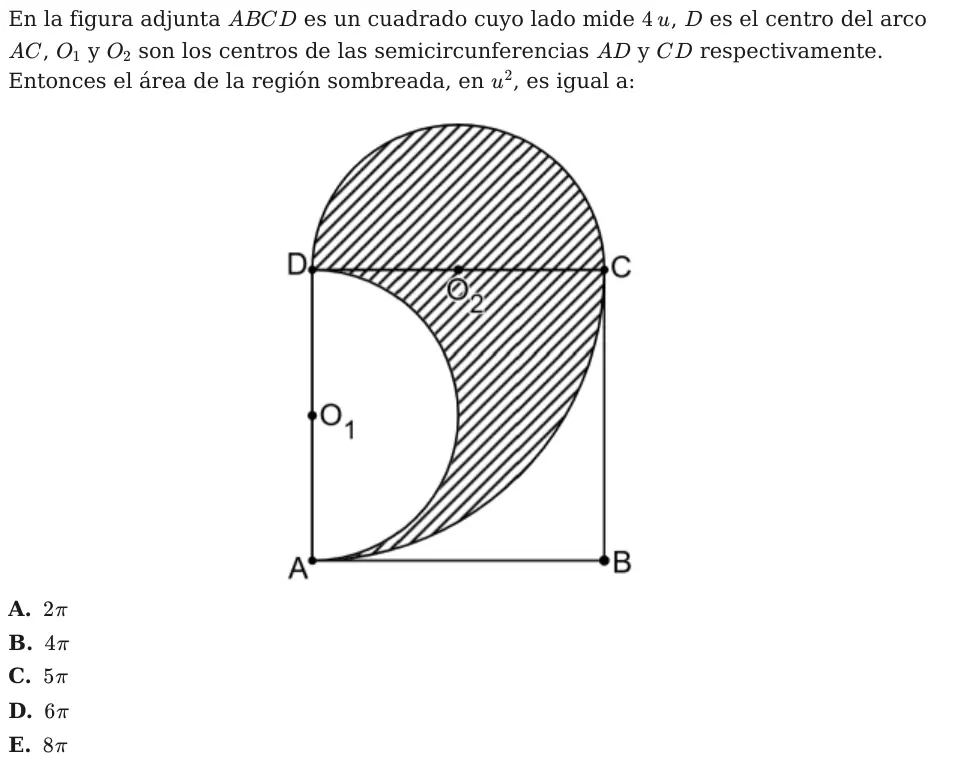 En la figura adjunta ABCD es un cuadrado cuyo lado mide 4 u, D es el centro del arco
AC, O₁ y O₂ son los centros de las semicircunferencias AD y CD respectivamente.
Entonces el área de la región sombreada, en u², es igual a:
D
C
O₂
O₁
A
B
A. 2π
B. 4π
C. 5π
D. 6π
E. 8π